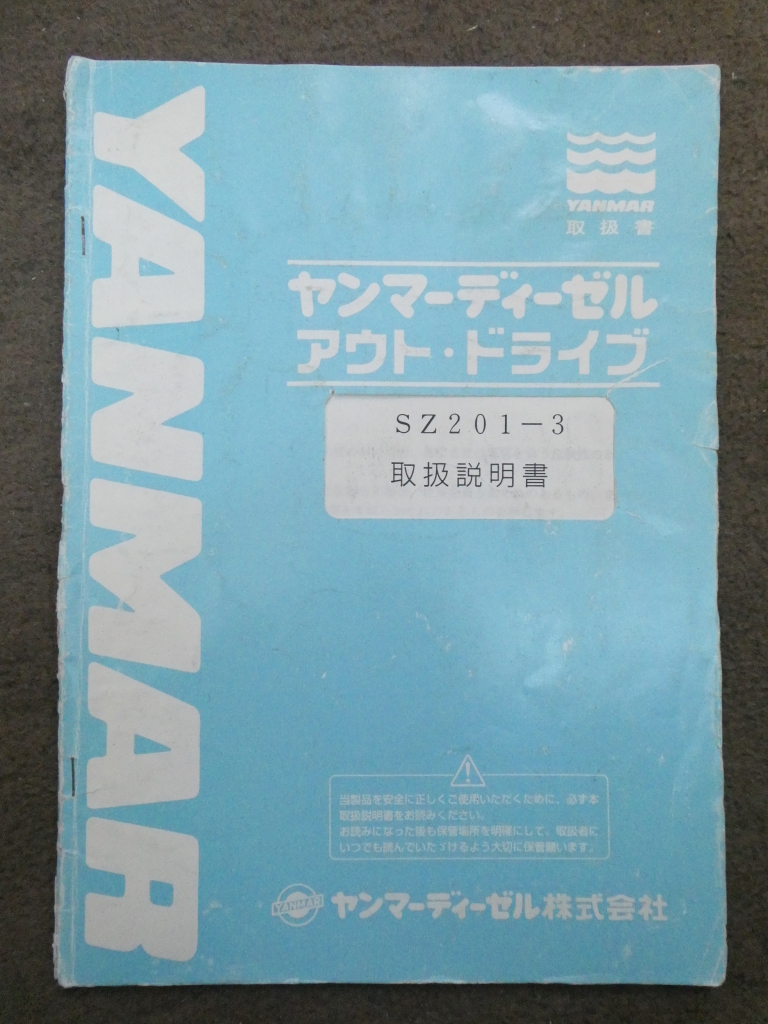 YANMAR
YANMAR
取扱書
ヤンマーディーゼル
アウト・ドライブ
SZ201－3
取扱説明書
当製品を安全に正しくご使用いただくために、必ず本
取扱説明書をお読みください。
お読みになった後も保管場所を明確にして、取扱者に
いつでも読んでいたゞけるよう大切に保管願います。
YANMAR
ヤンマーディーゼル株式会社